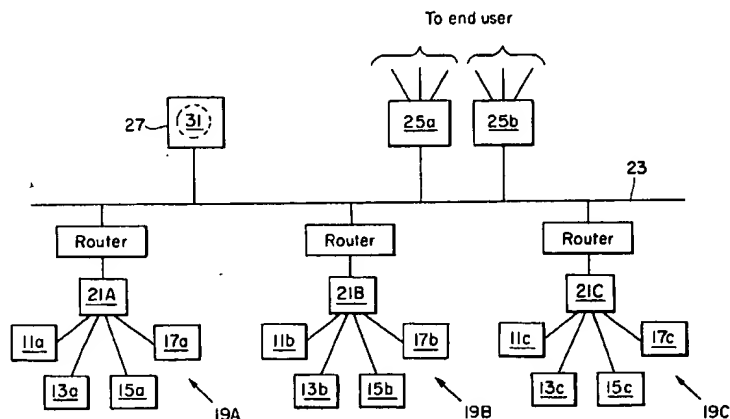 To end user
27
31
25a
25b
23
Router
Router
Router
21A
21B
21C
11a
17a
11b
17b
11c
17c
13a
15a
13b
15b
13c
15c
19A
19B
19C